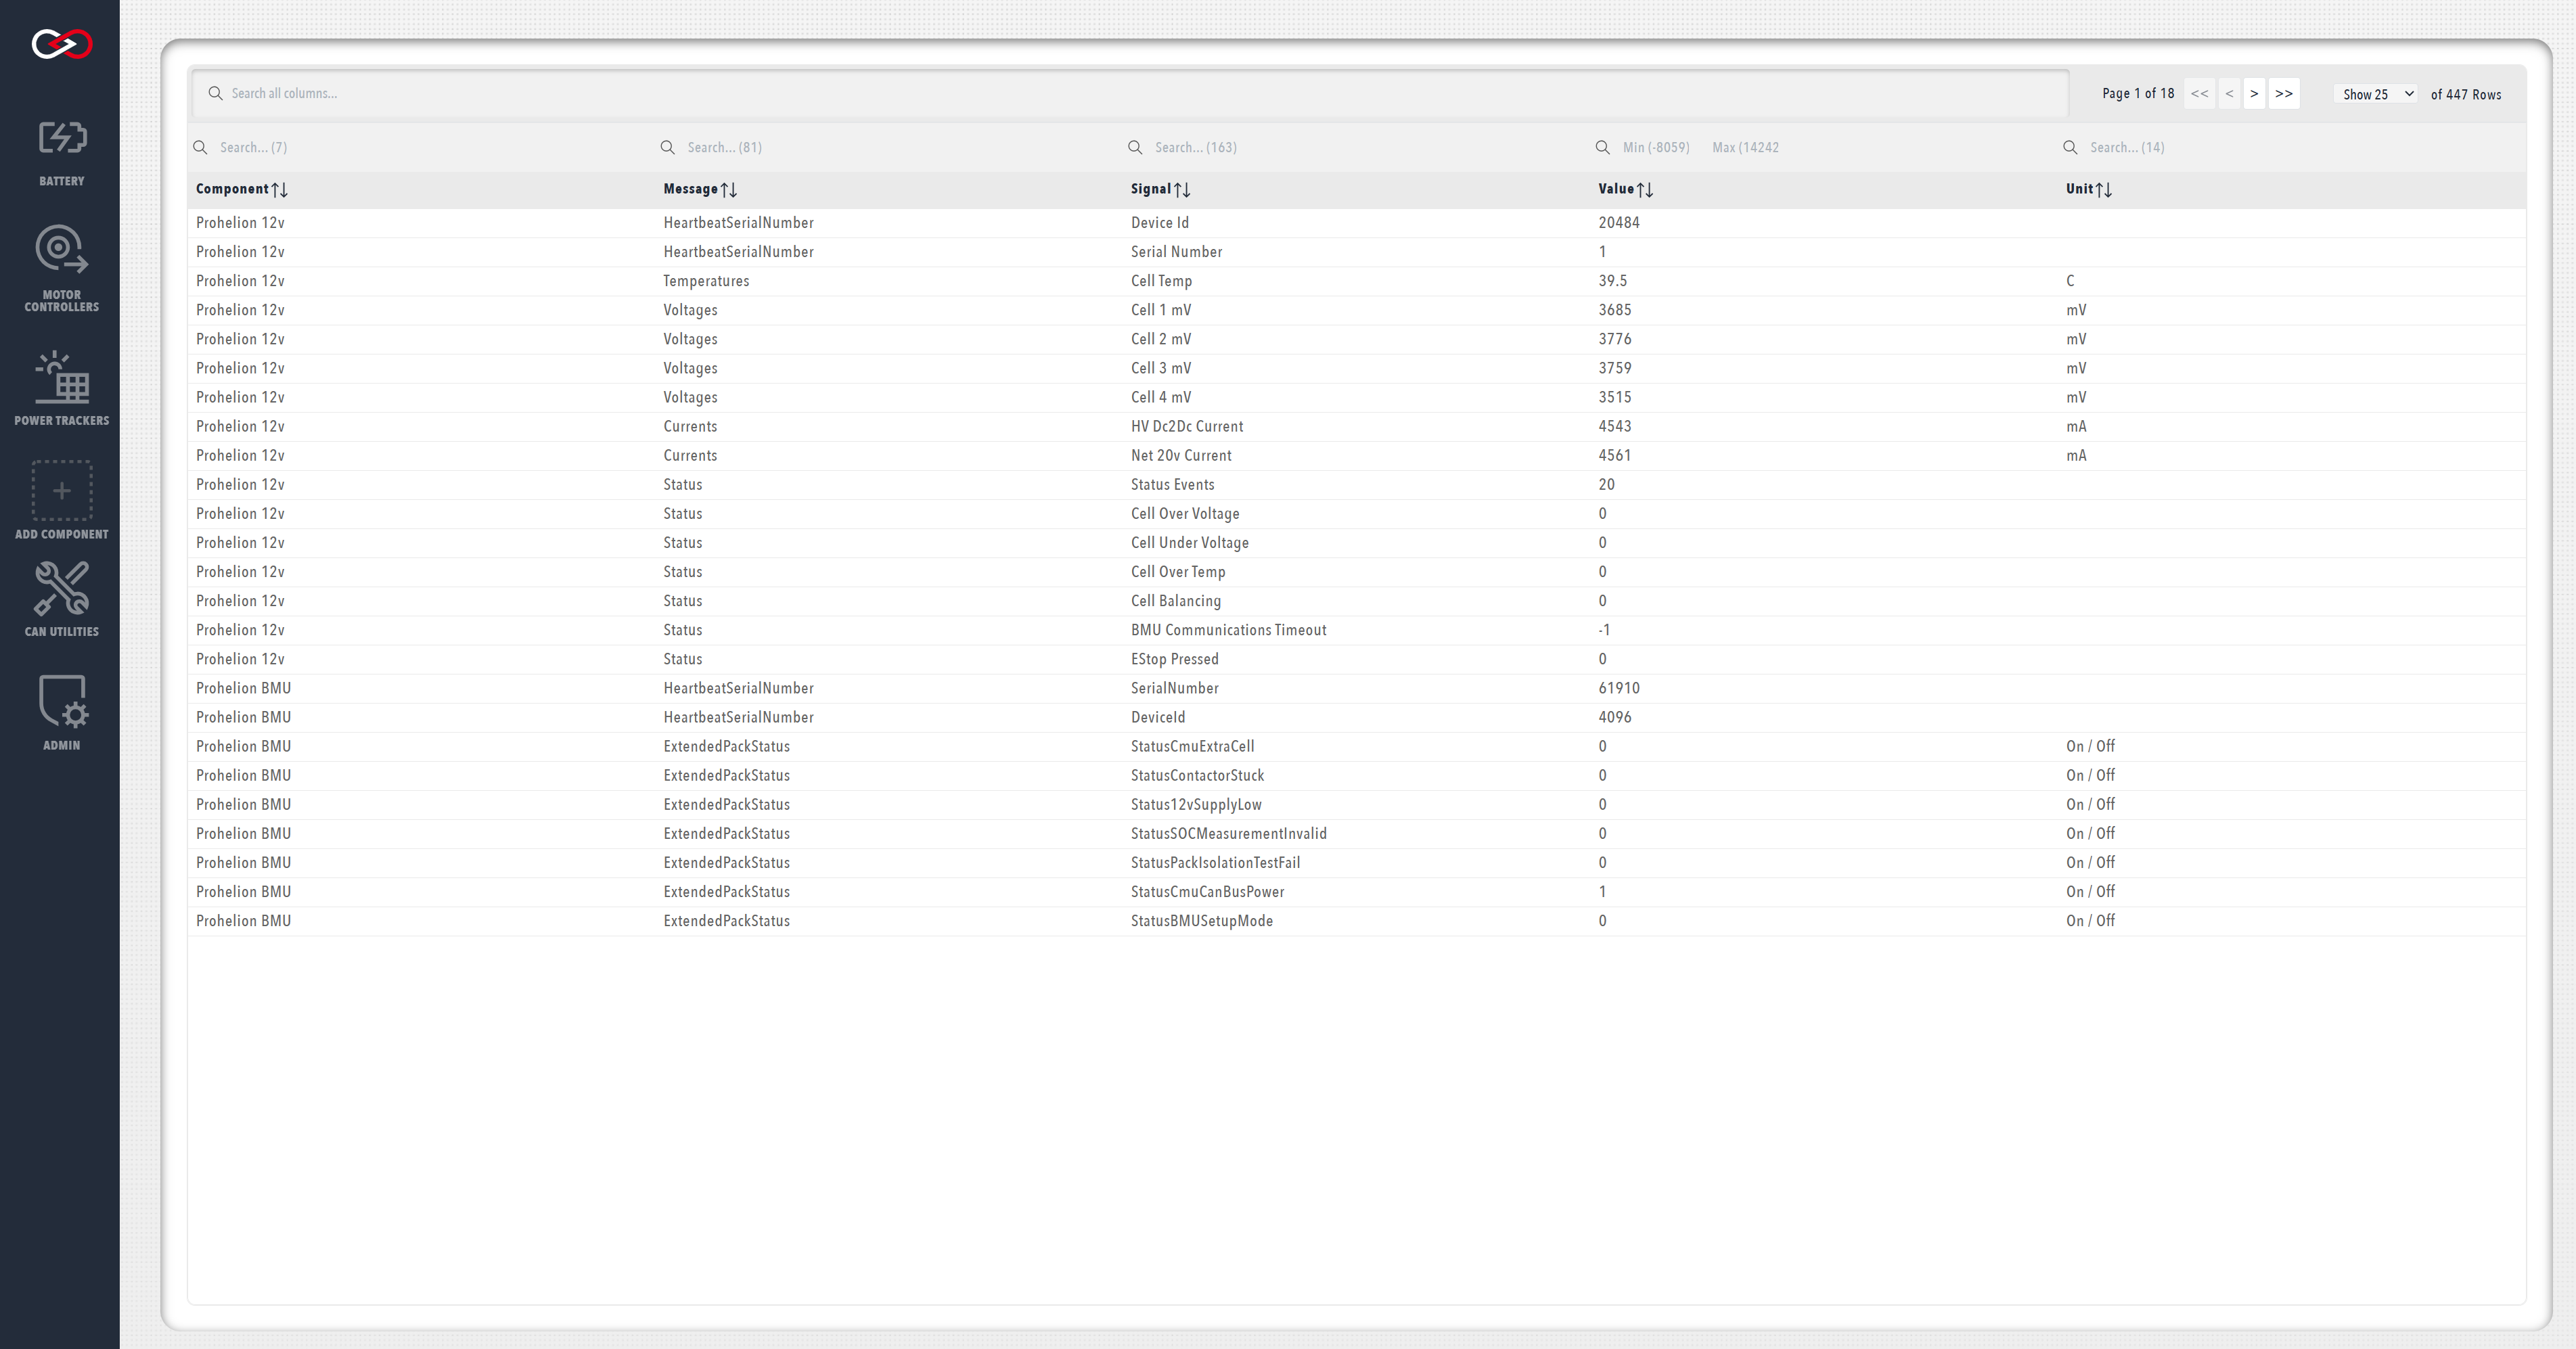 BATTERY
MOTOR
CONTROLLERS
POWER TRACKERS
ADD COMPONENT
CAN UTILITIES
ADMIN
Search all columns... Page 1 of 18 << < > >> Show 25 of 447 Rows
Search... (7) Search... (81) Search... (163) Min (-8059) Max (14242 Search... (14)
Component Message Signal Value Unit
Prohelion 12v HeartbeatSerialNumber Device Id 20484
Prohelion 12v HeartbeatSerialNumber Serial Number 1
Prohelion 12v Temperatures Cell Temp 39.5 C
Prohelion 12v Voltages Cell 1 mV 3685 mV
Prohelion 12v Voltages Cell 2 mV 3776 mV
Prohelion 12v Voltages Cell 3 mV 3759 mV
Prohelion 12v Voltages Cell 4 mV 3515 mV
Prohelion 12v Currents HV Dc2Dc Current 4543 mA
Prohelion 12v Currents Net 20v Current 4561 mA
Prohelion 12v Status Status Events 20
Prohelion 12v Status Cell Over Voltage 0
Prohelion 12v Status Cell Under Voltage 0
Prohelion 12v Status Cell Over Temp 0
Prohelion 12v Status Cell Balancing 0
Prohelion 12v Status BMU Communications Timeout -1
Prohelion 12v Status EStop Pressed 0
Prohelion BMU HeartbeatSerialNumber SerialNumber 61910
Prohelion BMU HeartbeatSerialNumber DeviceId 4096
Prohelion BMU ExtendedPackStatus StatusCmuExtraCell 0 On / Off
Prohelion BMU ExtendedPackStatus StatusContactorStuck 0 On / Off
Prohelion BMU ExtendedPackStatus Status12vSupplyLow 0 On / Off
Prohelion BMU ExtendedPackStatus StatusSOCMeasurementInvalid 0 On / Off
Prohelion BMU ExtendedPackStatus StatusPackIsolationTestFail 0 On / Off
Prohelion BMU ExtendedPackStatus StatusCmuCanBusPower 1 On / Off
Prohelion BMU ExtendedPackStatus StatusBMUSetupMode 0 On / Off